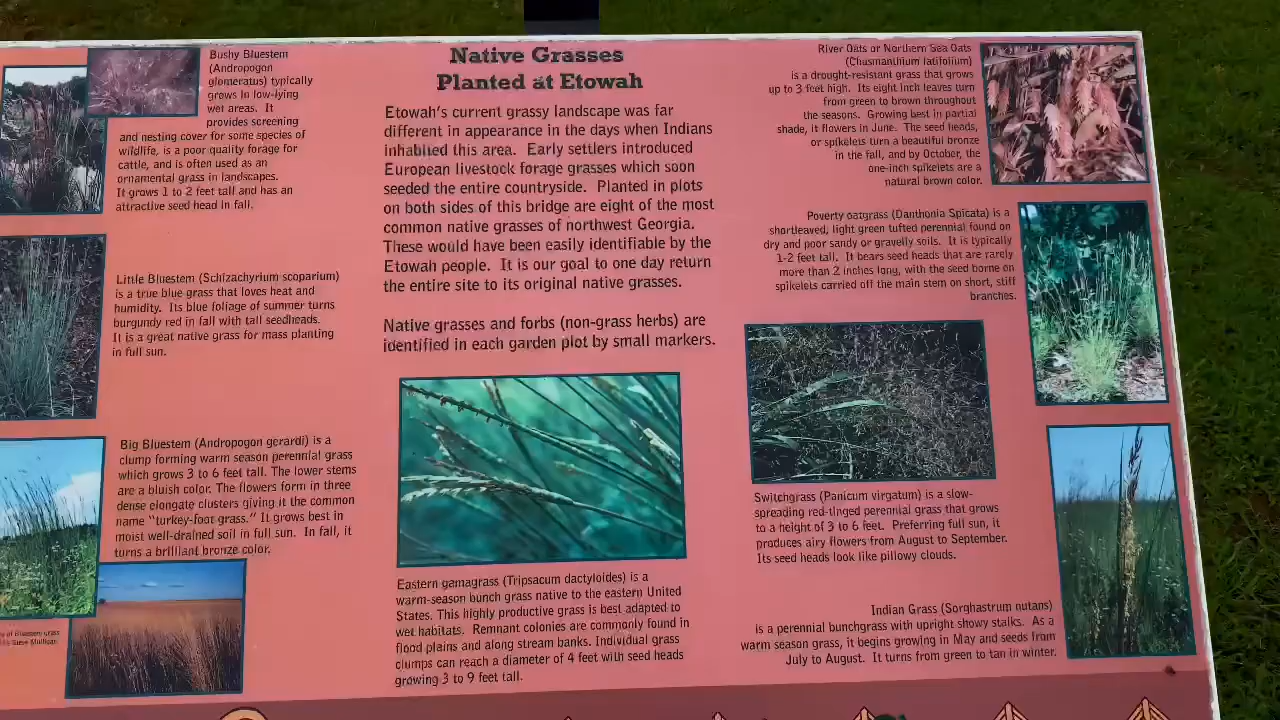 Bushy Bluestem
(Andropogon
glomeratus) typically
grows in low-lying
wet areas. It
provides screening
and nesting cover for some species of
wildlife, is a poor quality forage for
cattle, and is often used as an
ornamental grass in landscapes.
It grows 1 to 2 feet tall and has an
attractive seed head in fall.
Little Bluestem (Schizachyrium scoparium)
is a true blue grass that loves heat and
humidity. Its blue foliage of summer turns
burgundy red in fall with tall seedheads.
It is a great native grass for mass planting
in full sun.
Big Bluestem (Andropogon gerardi) is a
clump forming warm season perennial grass
which grows 3 to 6 feet tall. The lower stems
are a bluish color. The flowers form in three
dense elongate clusters giving it the common
name "turkey-foot grass." It grows best in
moist well-drained soil in full sun. In fall, it
turns a brilliant bronze color.
of Bluestem grass
Steve Mulligan
Native Grasses
Planted at Etowah
Etowah's current grassy landscape was far
different in appearance in the days when Indians
inhabited this area. Early settlers introduced
European livestock forage grasses which soon
seeded the entire countryside. Planted in plots
on both sides of this bridge are eight of the most
common native grasses of northwest Georgia.
These would have been easily identifiable by the
Etowah people. It is our goal to one day return
the entire site to its original native grasses.
Native grasses and forbs (non-grass herbs) are
identified in each garden plot by small markers.
Eastern gamagrass (Tripsacum dactyloides) is a
warm-season bunch grass native to the eastern United
States. This highly productive grass is best adapted to
wet habitats. Remnant colonies are commonly found in
flood plains and along stream banks. Individual grass
clumps can reach a diameter of 4 feet with seed heads
growing 3 to 9 feet tall.
River Oats or Northern Sea Oats
(Chasmanthium latifolium)
is a drought-resistant grass that grows
up to 3 feet high. Its eight inch leaves turn
from green to brown throughout
the seasons. Growing best in partial
shade, it flowers in June. The seed heads,
or spikelets turn a beautiful bronze
in the fall, and by October, the
one-inch spikelets are a
natural brown color.
Poverty oatgrass (Danthonia Spicata) is a
shortleaved, light green tufted perennial found on
dry and poor sandy or gravelly soils. It is typically
1-2 feet tall. It bears seed heads that are rarely
more than 2 inches long, with the seed borne on
spikelets carried off the main stem on short, stiff
branches.
Switchgrass (Panicum virgatum) is a slow-
spreading red-tinged perennial grass that grows
to a height of 3 to 6 feet. Preferring full sun, it
produces airy flowers from August to September.
Its seed heads look like pillowy clouds.
Indian Grass (Sorghastrum nutans)
is a perennial bunchgrass with upright showy stalks. As a
warm season grass, it begins growing in May and seeds from
July to August. It turns from green to tan in winter.